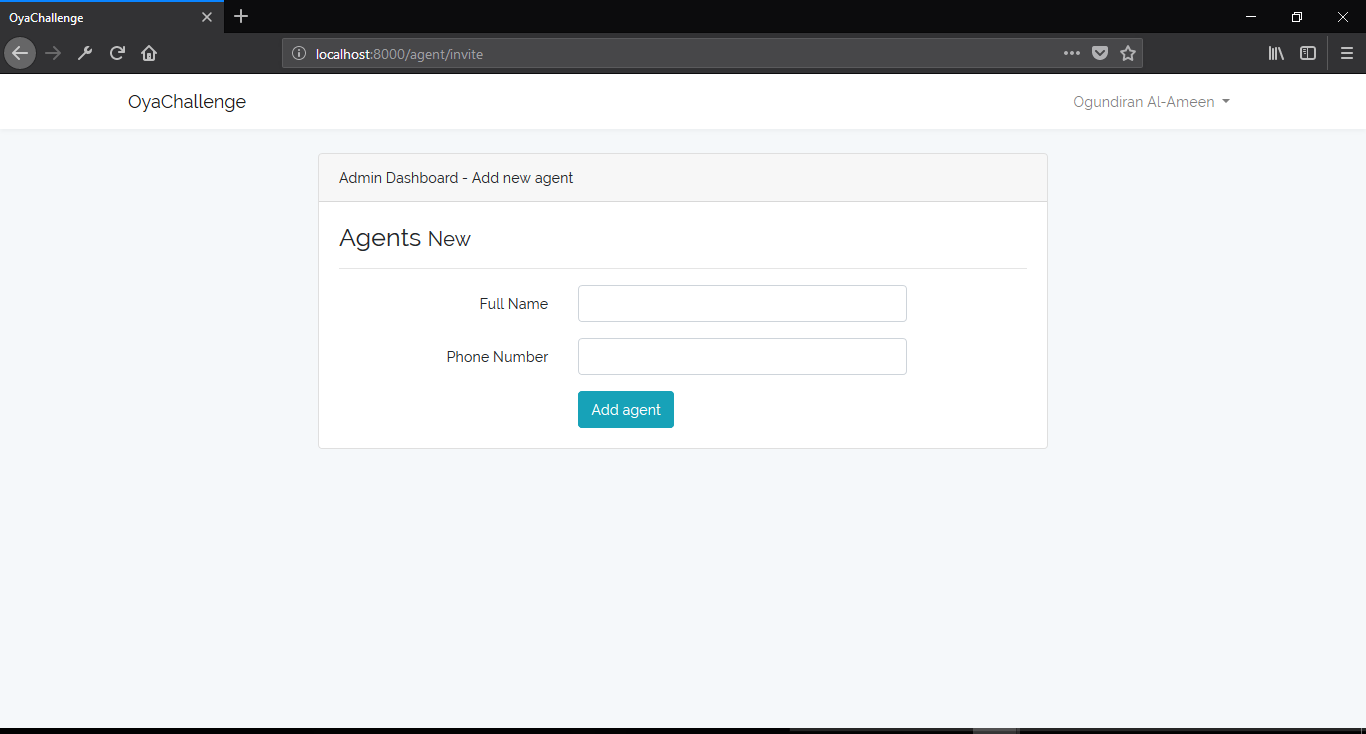 OyaChallenge
localhost:8000/agent/invite
OyaChallenge
Ogundiran Al-Ameen
Admin Dashboard - Add new agent
Agents New
Full Name
Phone Number
Add agent